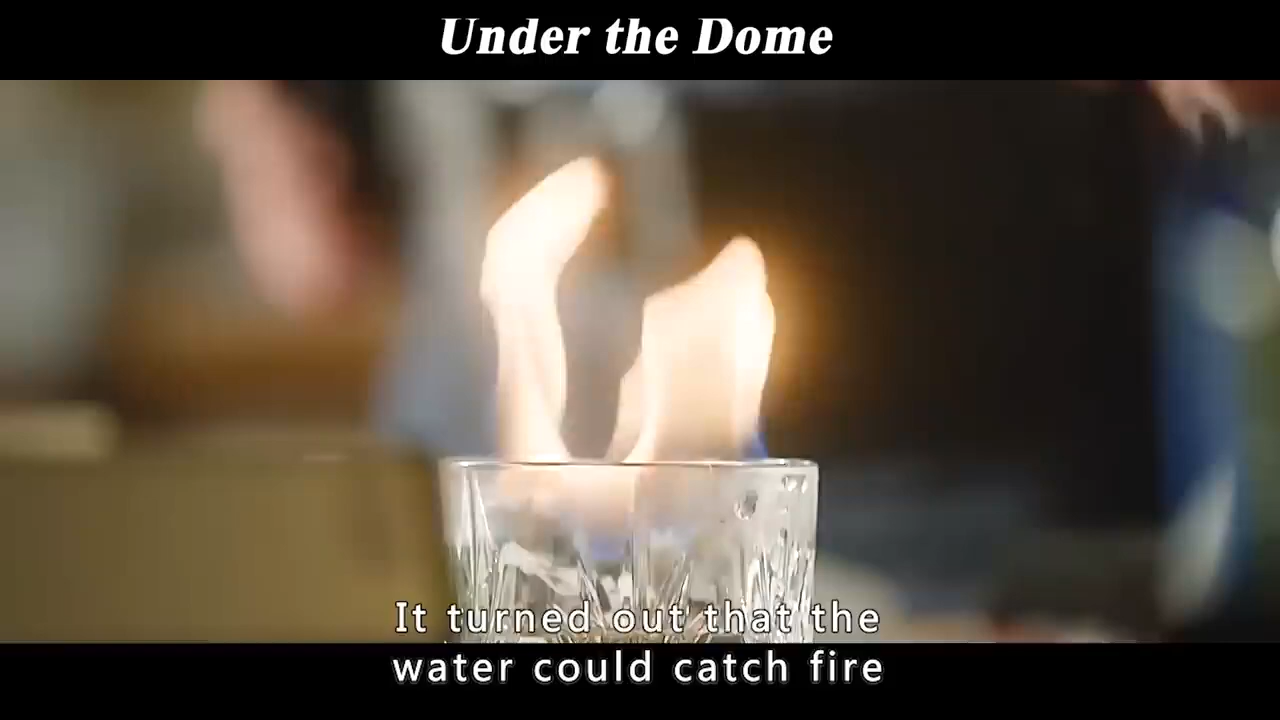 Under the Dome
It turned out that the
water could catch fire